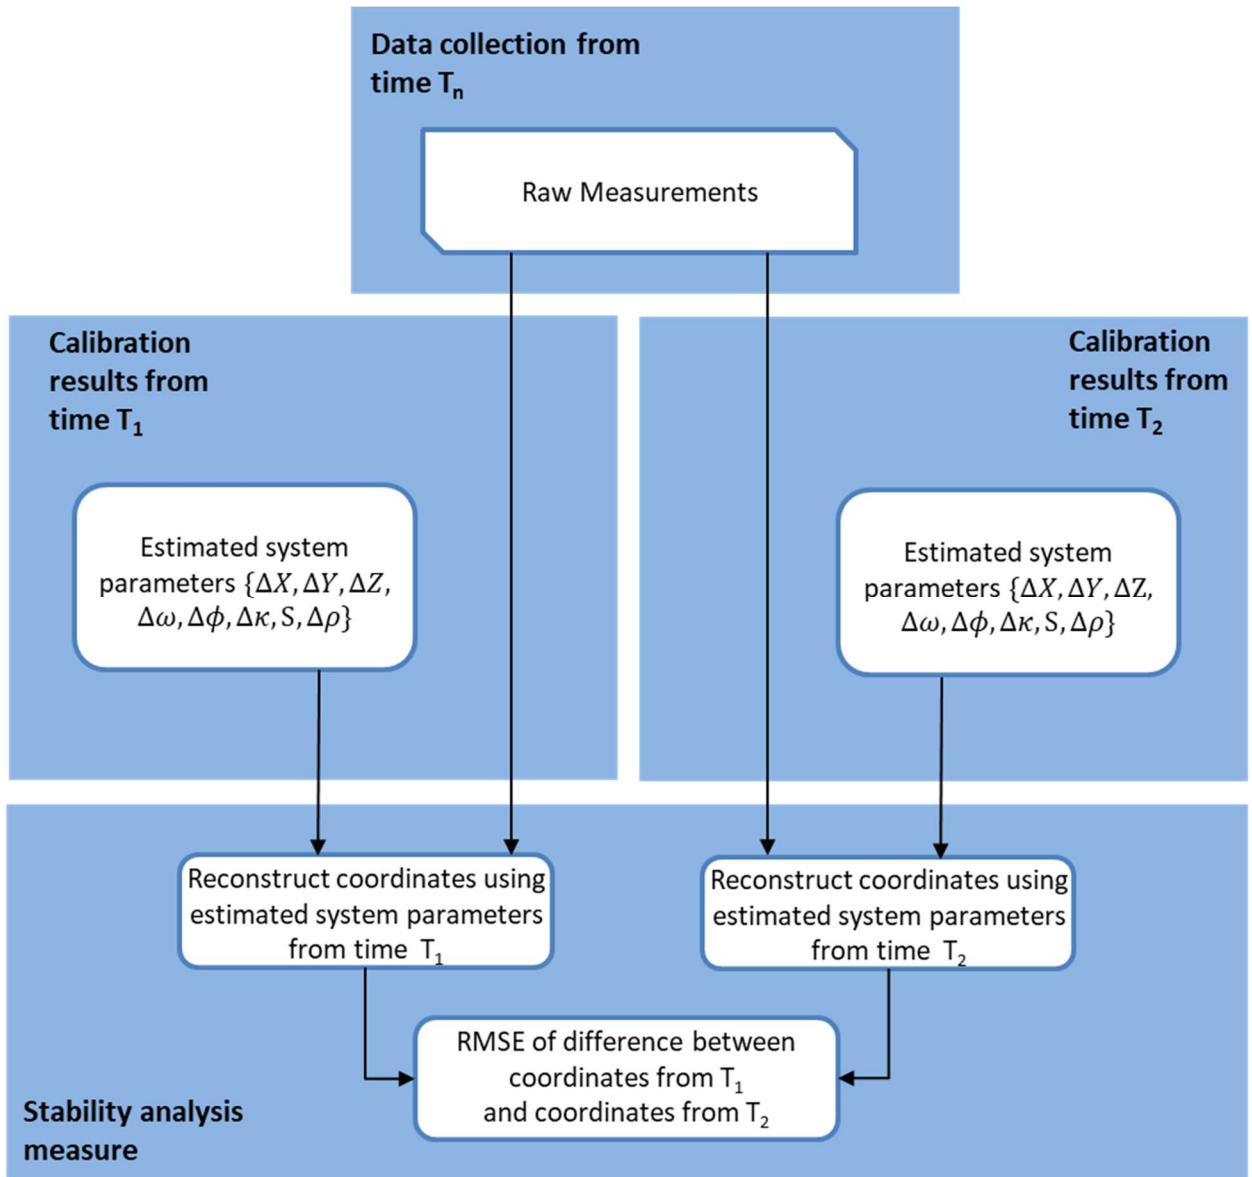 Data collection from
time Tₙ
Raw Measurements
Calibration
results from
time T₁
Estimated system
parameters {ΔX, ΔY, ΔZ,
Δω, Δϕ, Δκ, S, Δρ}
Calibration
results from
time T₂
Estimated system
parameters {ΔX, ΔY, ΔZ,
Δω, Δϕ, Δκ, S, Δρ}
Reconstruct coordinates using
estimated system parameters
from time T₁
Reconstruct coordinates using
estimated system parameters
from time T₂
RMSE of difference between
coordinates from T₁
and coordinates from T₂
Stability analysis
measure